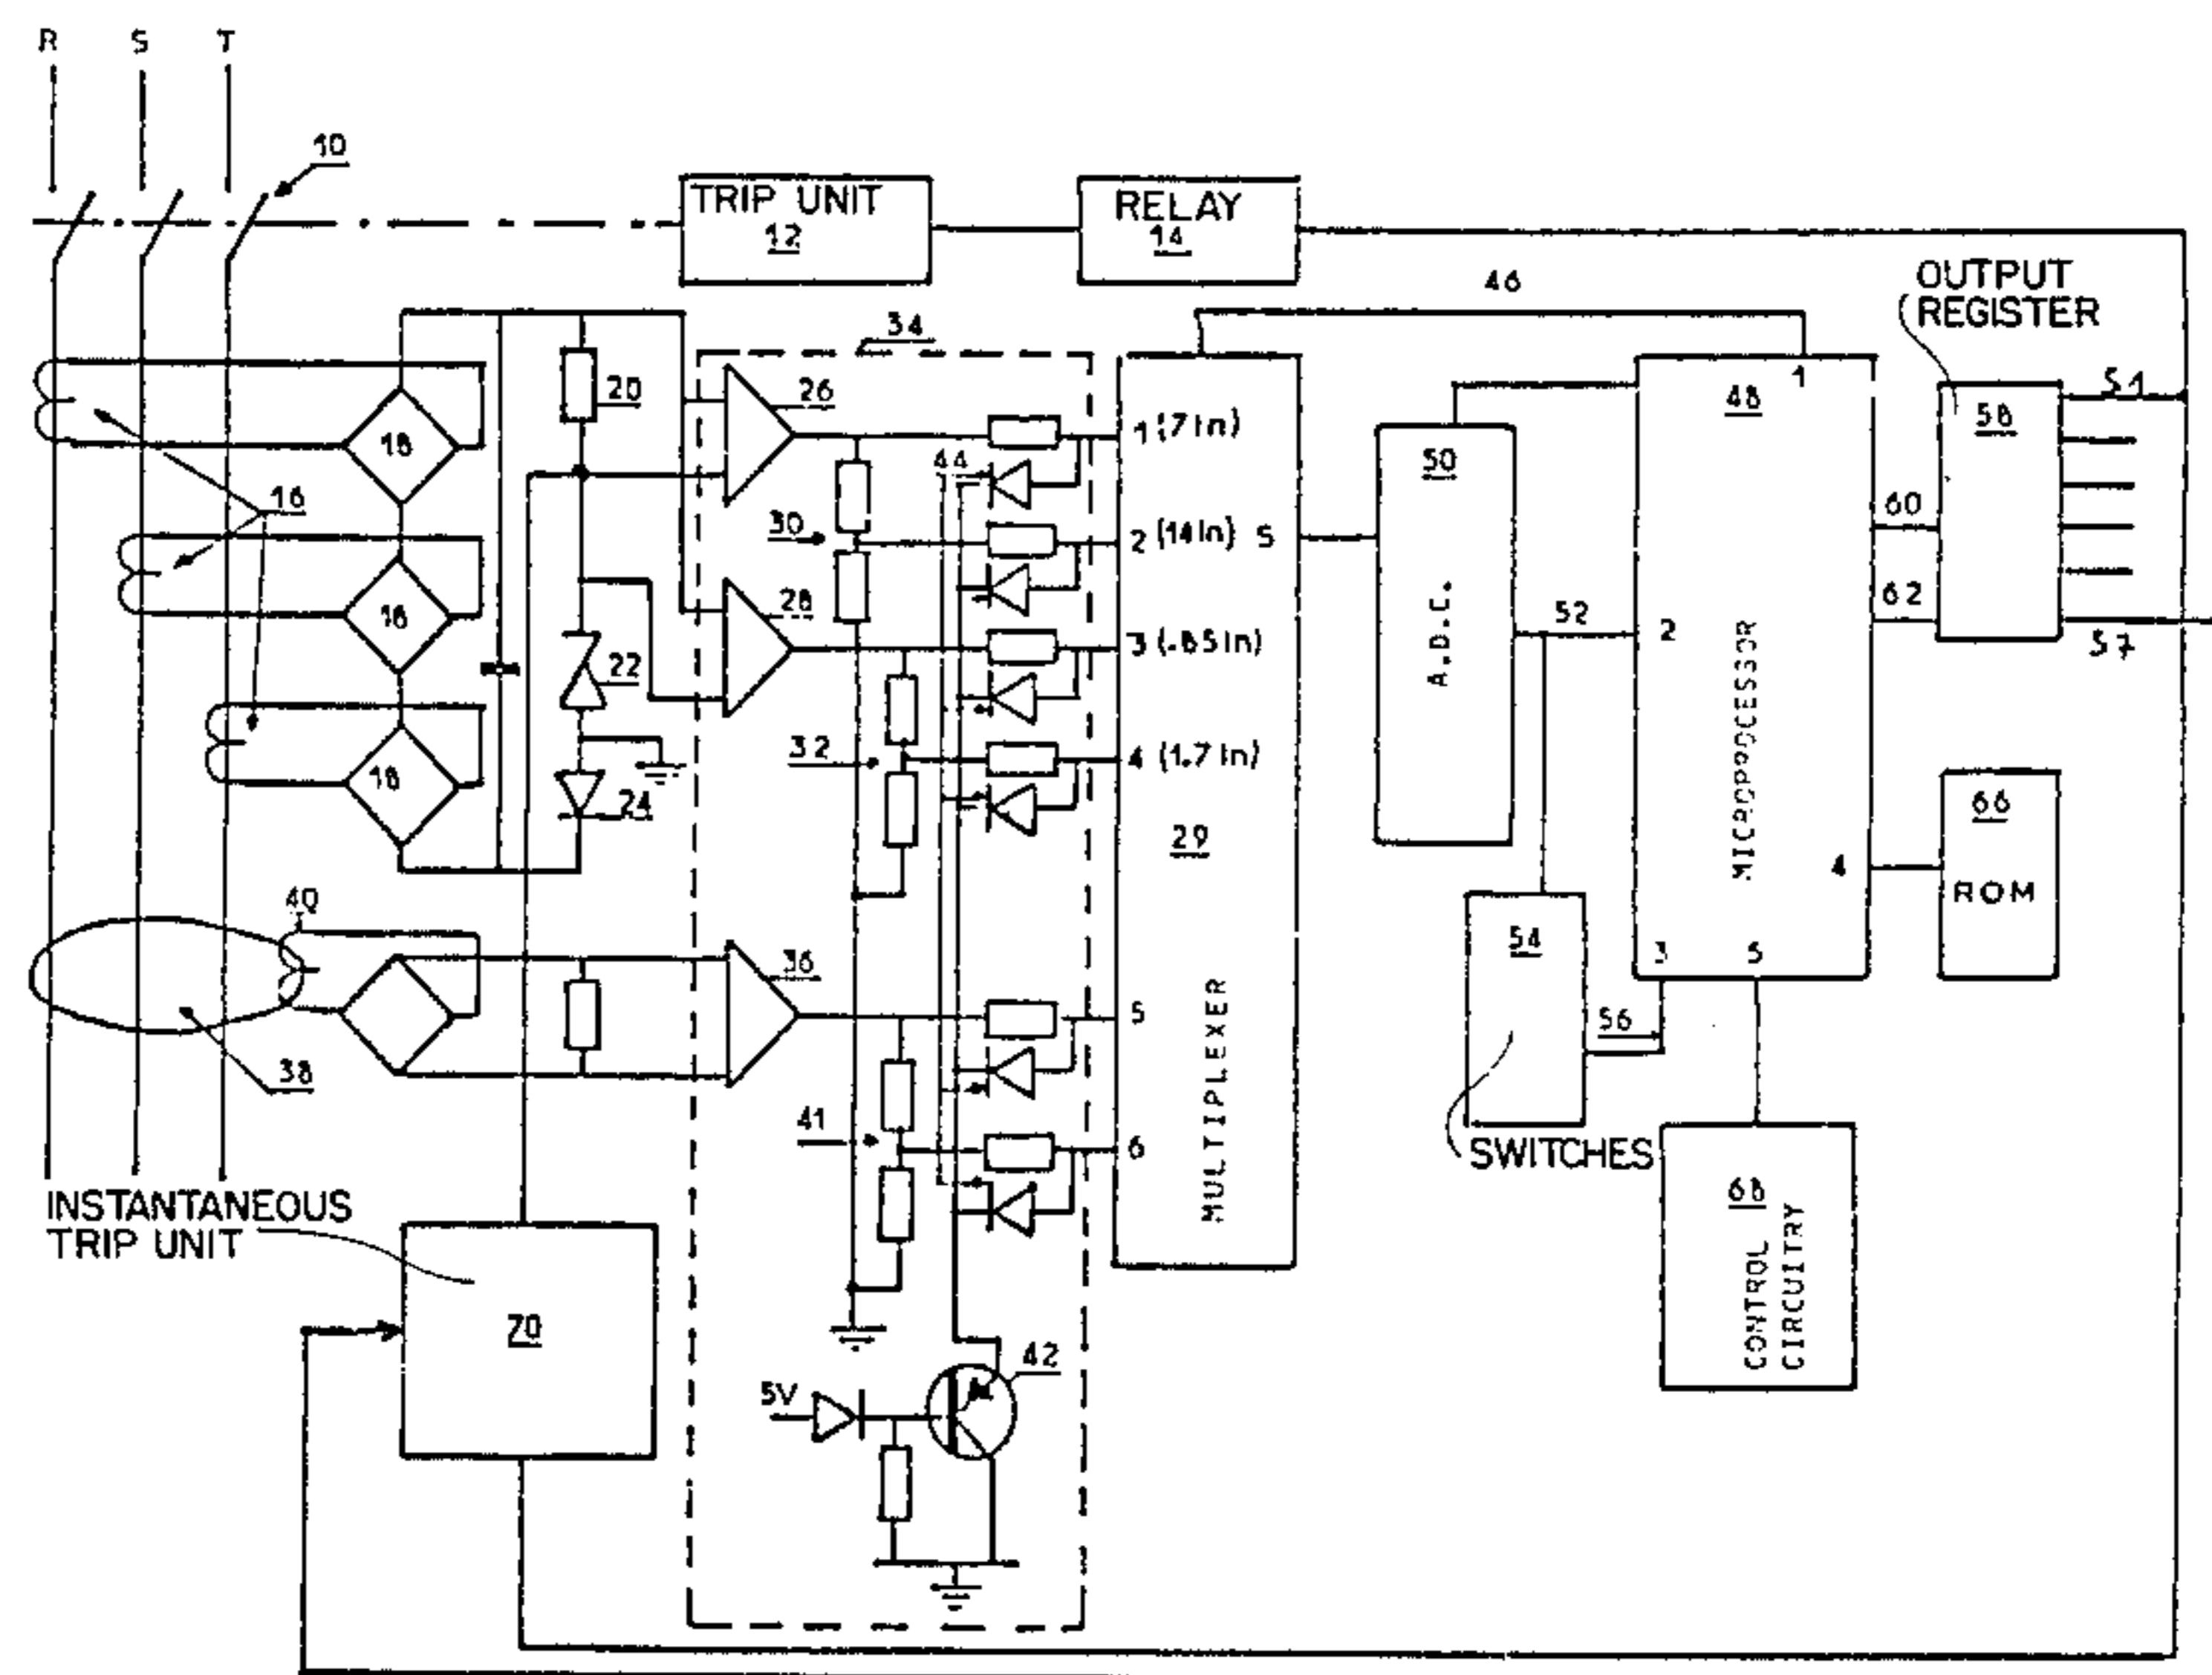 R S T
10
TRIP UNIT
12
RELAY
14
46
OUTPUT
REGISTER
34
20
26
1 (7 In)
44
50
48
1
58
51
18
16
30
2 (14 In) 5
60
62
52
2
57
28
3 (.85 In)
18
22
32
4 (1.7 In)
A.D.C.
MICROPROCESSOR
18
24
29
66
4
ROM
40
36
54
3 5
5
56
38
41
6
MULTIPLEXER
SWITCHES
INSTANTANEOUS
TRIP UNIT
68
CONTROL
CIRCUITRY
70
42
5V